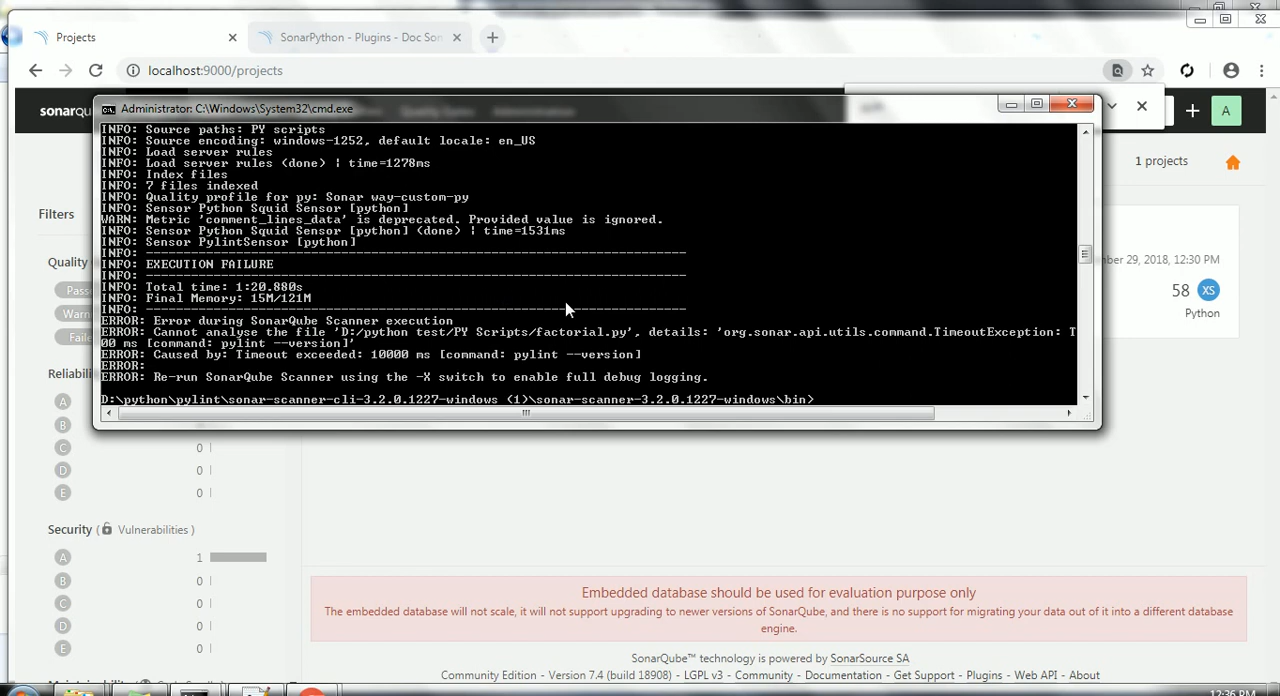 Projects
SonarPython - Plugins - Doc Son
localhost:9000/projects
sonarqu
Quality Gates
Administration
A
Administrator: C:\Windows\System32\cmd.exe
INFO: Source paths: PY scripts
INFO: Source encoding: windows-1252, default locale: en_US
INFO: Load server rules
INFO: Load server rules (done) | time=1278ms
INFO: Index files
INFO: 7 files indexed
INFO: Quality profile for py: Sonar way-custom-py
INFO: Sensor Python Squid Sensor [python]
WARN: Metric 'comment_lines_data' is deprecated. Provided value is ignored.
INFO: Sensor Python Squid Sensor [python] (done) | time=1531ms
INFO: Sensor PylintSensor [python]
INFO: ------------------------------------------------------------------------
INFO: EXECUTION FAILURE
INFO: ------------------------------------------------------------------------
INFO: Total time: 1:20.880s
INFO: Final Memory: 15M/121M
INFO: ------------------------------------------------------------------------
ERROR: Error during SonarQube Scanner execution
ERROR: Cannot analyse the file 'D:/python test/PY Scripts/factorial.py', details: 'org.sonar.api.utils.command.TimeoutException: T
00 ms [command: pylint --version]'
ERROR: Caused by: Timeout exceeded: 10000 ms [command: pylint --version]
ERROR:
ERROR: Re-run SonarQube Scanner using the -X switch to enable full debug logging.
D:\python\pylint\sonar-scanner-cli-3.2.0.1227-windows (1)\sonar-scanner-3.2.0.1227-windows\bin>
1 projects
Filters
Quality
Pass
Warn
Faile
mber 29, 2018, 12:30 PM
58 XS
Python
Reliabili
A
B
C 0
D 0
E 0
Security ( Vulnerabilities )
A 1
B 0
C 0
D 0
E 0
Embedded database should be used for evaluation purpose only
The embedded database will not scale, it will not support upgrading to newer versions of SonarQube, and there is no support for migrating your data out of it into a different database
engine.
SonarQube™ technology is powered by SonarSource SA
Community Edition - Version 7.4 (build 18908) - LGPL v3 - Community - Documentation - Get Support - Plugins - Web API - About
12:36 PM